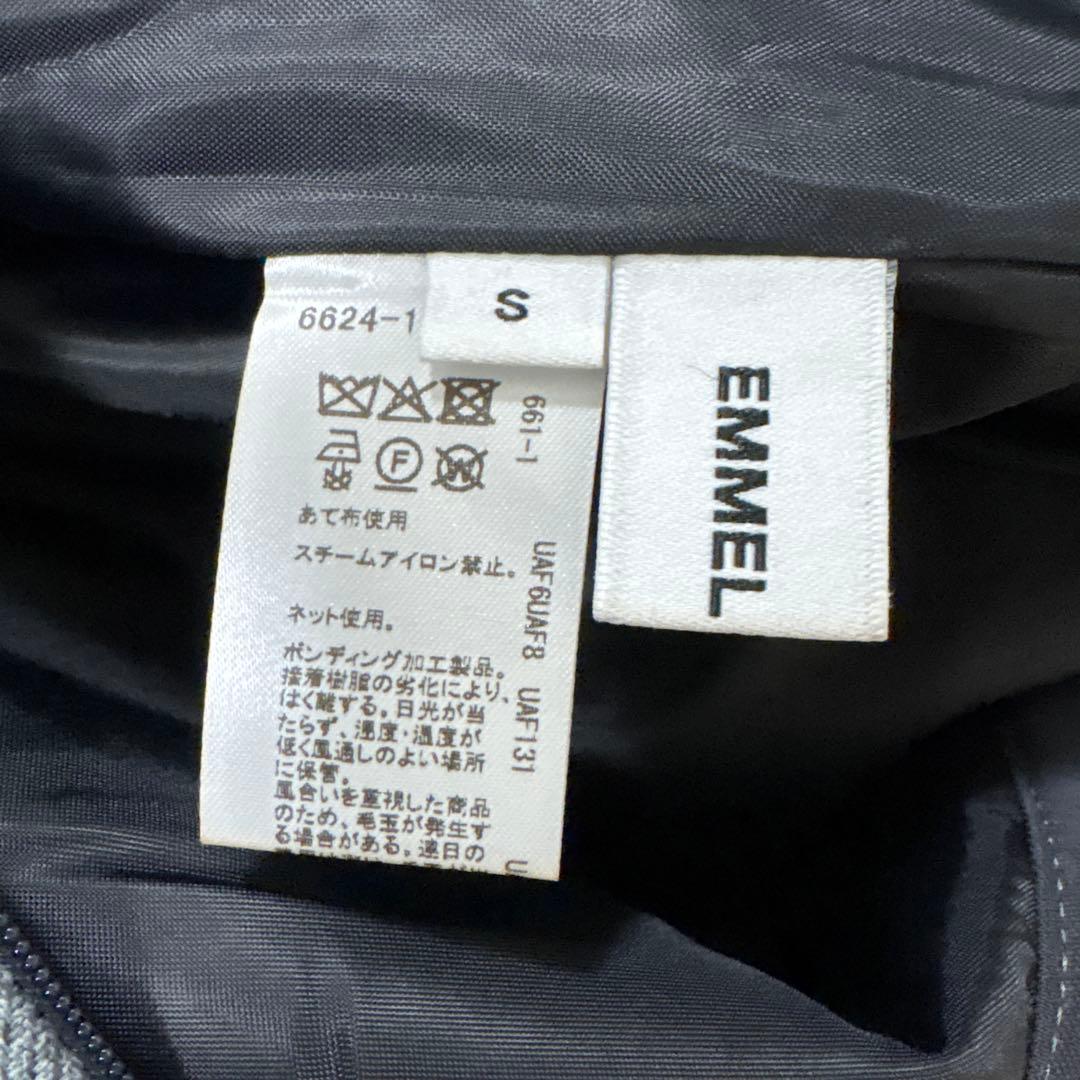 6624-1
S
EMMEL
661-1
F
W
あて布使用
スチームアイロン禁止。
ネット使用。
ボンディング加工製品。
接着樹脂の劣化により、
はく離する。日光が当
たらず、湿度・温度が
低く風通しのよい場所
に保管。
風合いを重視した商品
のため、毛玉が発生す
る場合がある。連日の
UAF6UAF8 UAF131